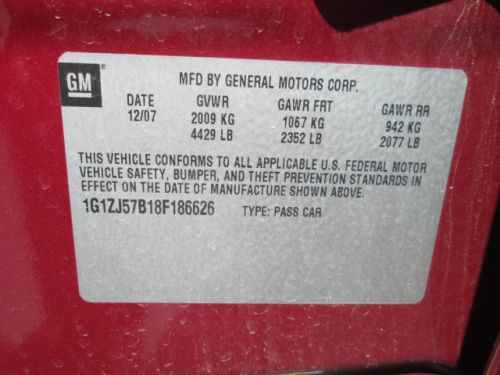 GM
MFD BY GENERAL MOTORS CORP.
DATE GVWR GAWR FRT GAWR RR
12/07 2009 KG 1067 KG 942 KG
4429 LB 2352 LB 2077 LB
THIS VEHICLE CONFORMS TO ALL APPLICABLE U.S. FEDERAL MOTOR
VEHICLE SAFETY, BUMPER, AND THEFT PREVENTION STANDARDS IN
EFFECT ON THE DATE OF MANUFACTURE SHOWN ABOVE.
1G1ZJ57B18F186626 TYPE: PASS CAR